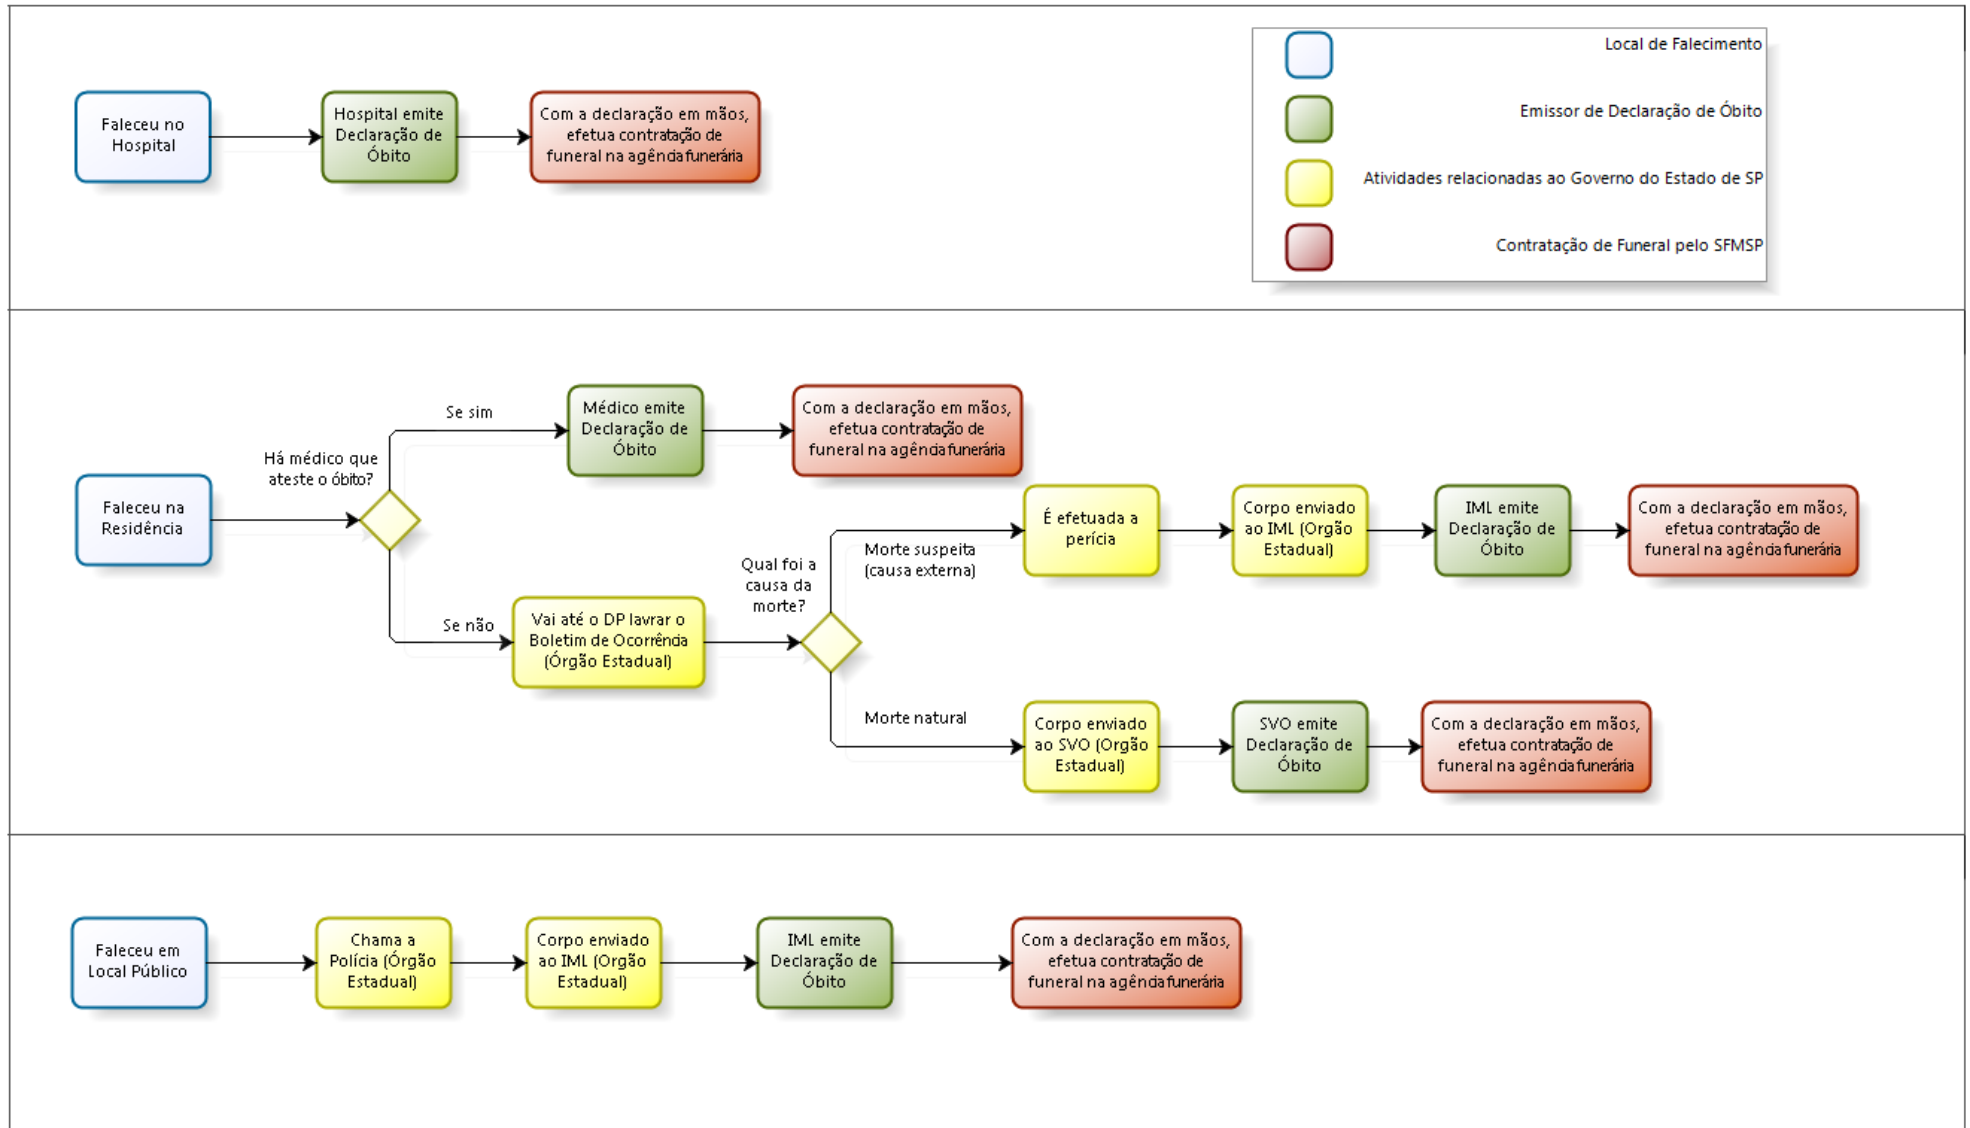 Local de Falecimento
Emissor de Declaração de Óbito
Atividades relacionadas ao Governo do Estado de SP
Contratação de Funeral pelo SFMSP
Faleceu no
Hospital
Hospital emite
Declaração de
Óbito
Com a declaração em mãos,
efetua contratação de
funeral na agência funerária
Faleceu na
Residência
Há médico que
ateste o óbito?
Se sim
Médico emite
Declaração de
Óbito
Com a declaração em mãos,
efetua contratação de
funeral na agência funerária
Se não
Vai até o DP lavrar o
Boletim de Ocorrência
(Órgão Estadual)
Qual foi a
causa da
morte?
Morte suspeita
(causa externa)
É efetuada a
perícia
Corpo enviado
ao IML (Orgão
Estadual)
IML emite
Declaração de
Óbito
Com a declaração em mãos,
efetua contratação de
funeral na agência funerária
Morte natural
Corpo enviado
ao SVO (Orgão
Estadual)
SVO emite
Declaração de
Óbito
Com a declaração em mãos,
efetua contratação de
funeral na agência funerária
Faleceu em
Local Público
Chama a
Polícia (Órgão
Estadual)
Corpo enviado
ao IML (Orgão
Estadual)
IML emite
Declaração de
Óbito
Com a declaração em mãos,
efetua contratação de
funeral na agência funerária